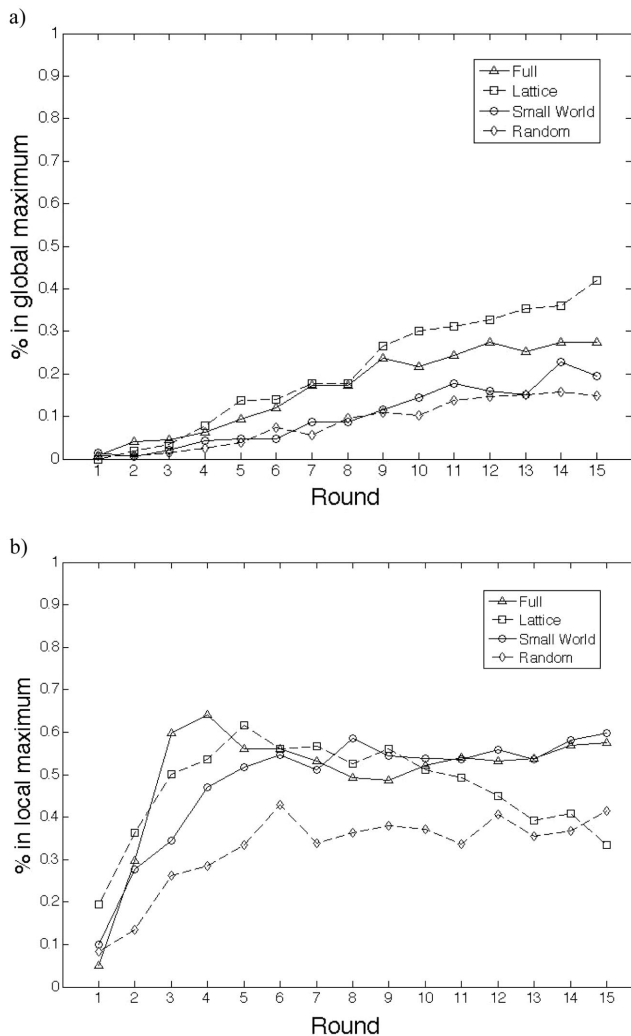 a)
1
0.9
0.8
0.7
0.6
0.5
0.4
0.3
0.2
0.1
0
% in global maximum
Full
Lattice
Small World
Random
1 2 3 4 5 6 7 8 9 10 11 12 13 14 15
Round
b)
1
0.9
0.8
0.7
0.6
0.5
0.4
0.3
0.2
0.1
0
% in local maximum
Full
Lattice
Small World
Random
1 2 3 4 5 6 7 8 9 10 11 12 13 14 15
Round